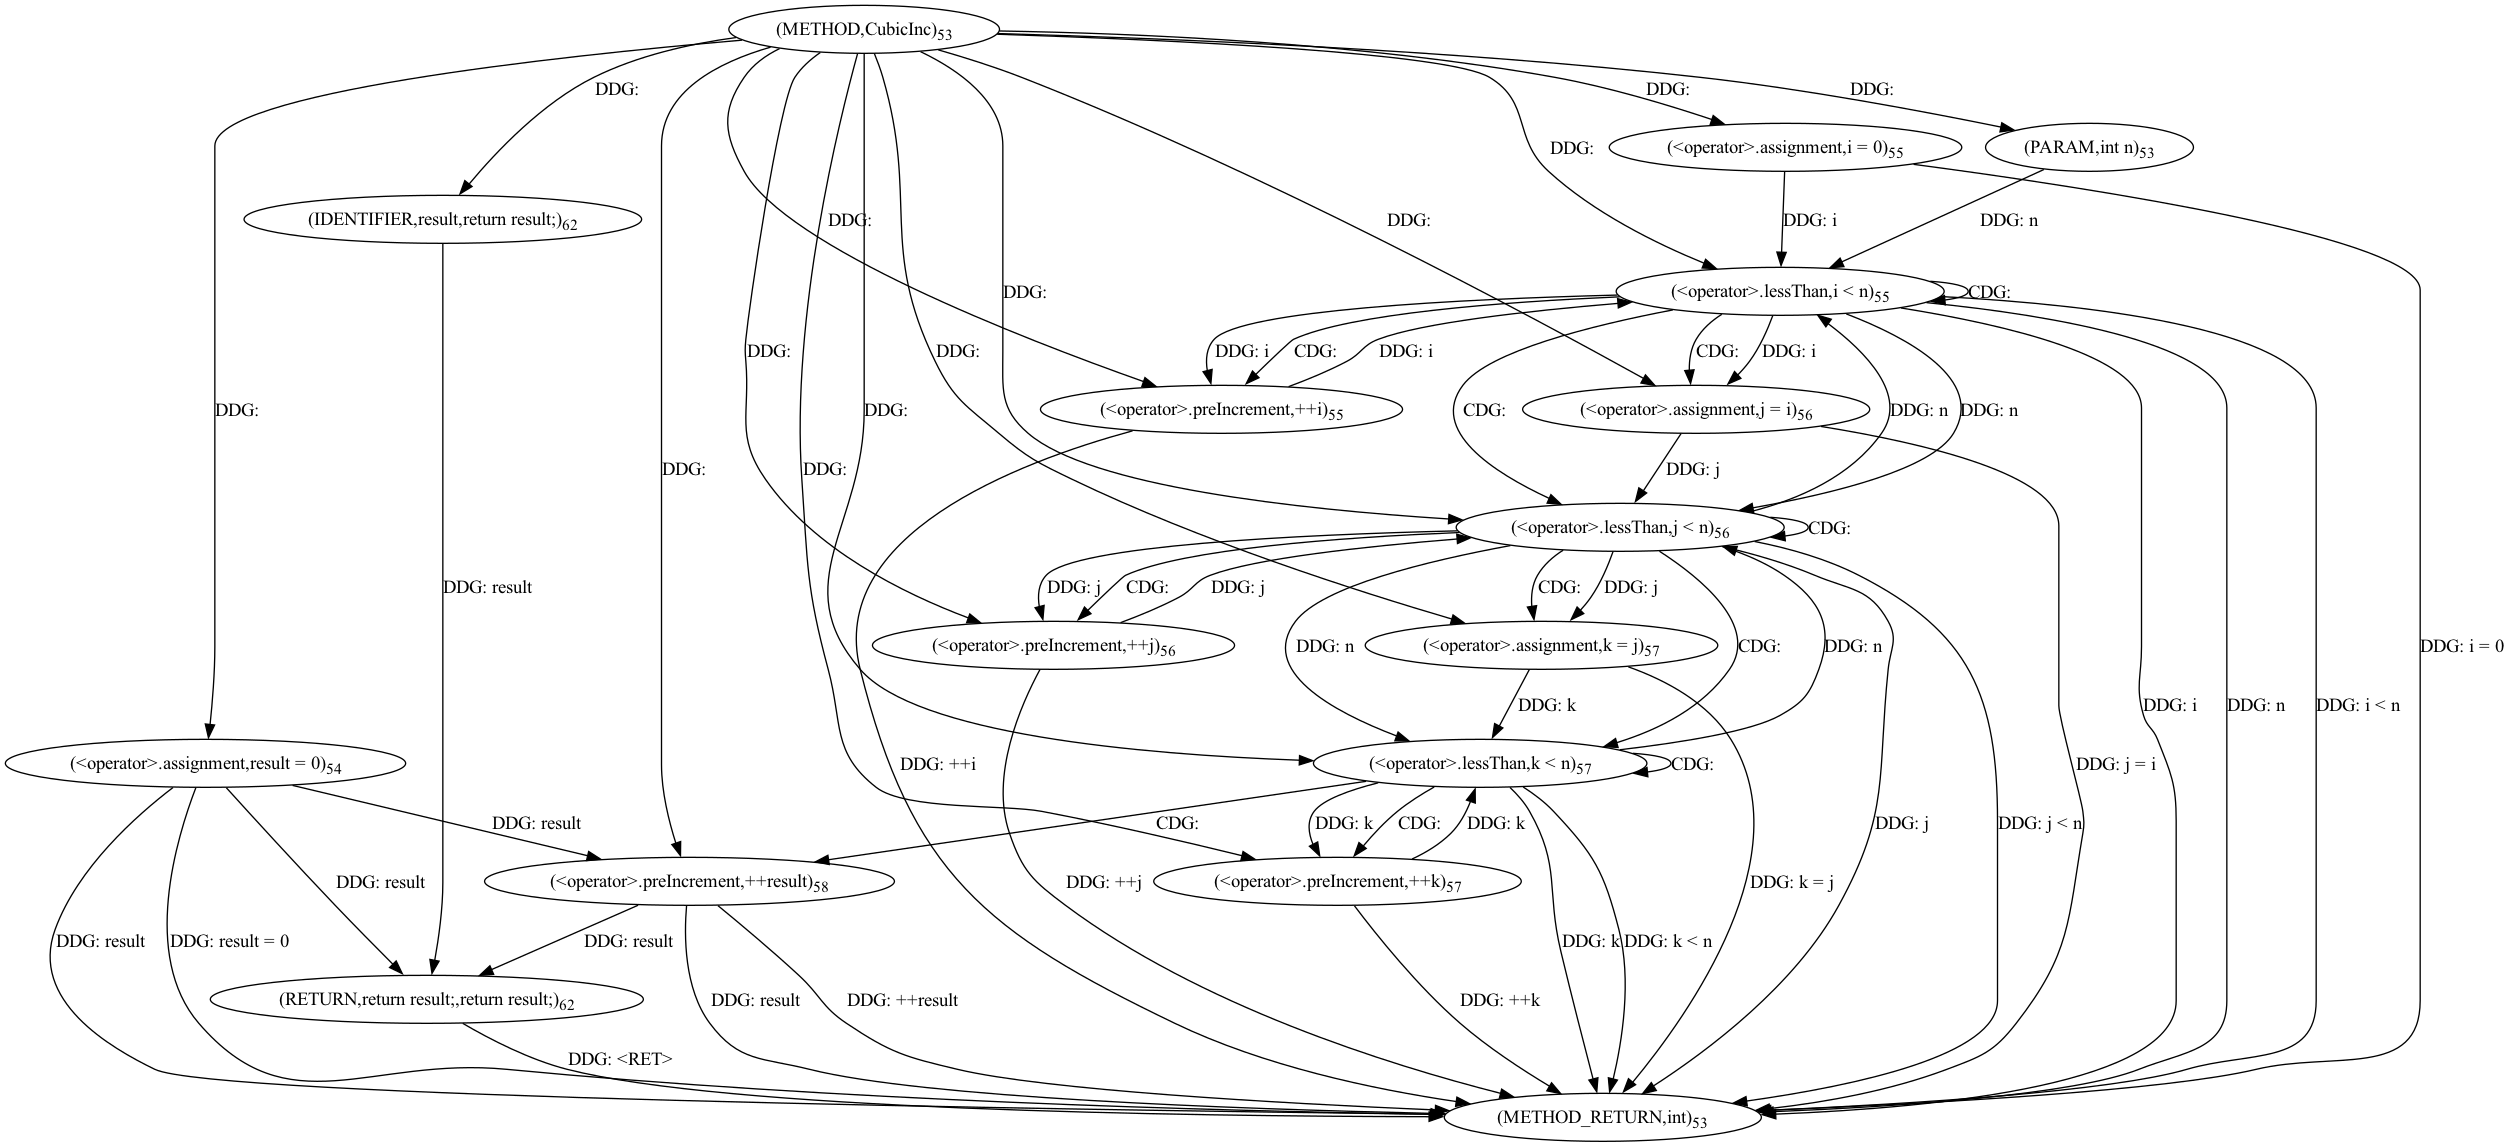 (METHOD,CubicInc)53
DDG:
DDG:
DDG:
(<operator>.assignment,i = 0)55
(PARAM,int n)53
DDG:
(IDENTIFIER,result,return result;)62
DDG:
DDG:
DDG: i
DDG: n
DDG:
(<operator>.lessThan,i < n)55
CDG:
DDG:
DDG:
DDG: i
CDG:
DDG: i
CDG:
DDG: i
DDG:
DDG:
(<operator>.preIncrement,++i)55
CDG:
(<operator>.assignment,j = i)56
DDG: n
DDG: n
DDG:
DDG:
DDG: j
(<operator>.lessThan,j < n)56
CDG:
DDG: result
DDG: j
CDG:
DDG: j
CDG:
DDG: j
(<operator>.preIncrement,++j)56
DDG: n
(<operator>.assignment,k = j)57
CDG:
DDG: n
DDG: i = 0
DDG: k
DDG: i
DDG: n
DDG: i < n
(<operator>.assignment,result = 0)54
DDG: ++i
(<operator>.lessThan,k < n)57
CDG:
DDG: j = i
DDG: result
CDG:
DDG: k
CDG:
DDG: k
DDG: j
DDG: j < n
DDG: result
(<operator>.preIncrement,++result)58
DDG: ++j
(<operator>.preIncrement,++k)57
DDG: k = j
DDG: result
DDG: result = 0
DDG: result
DDG: k
DDG: k < n
(RETURN,return result;,return result;)62
DDG: result
DDG: ++result
DDG: ++k
DDG: <RET>
(METHOD_RETURN,int)53